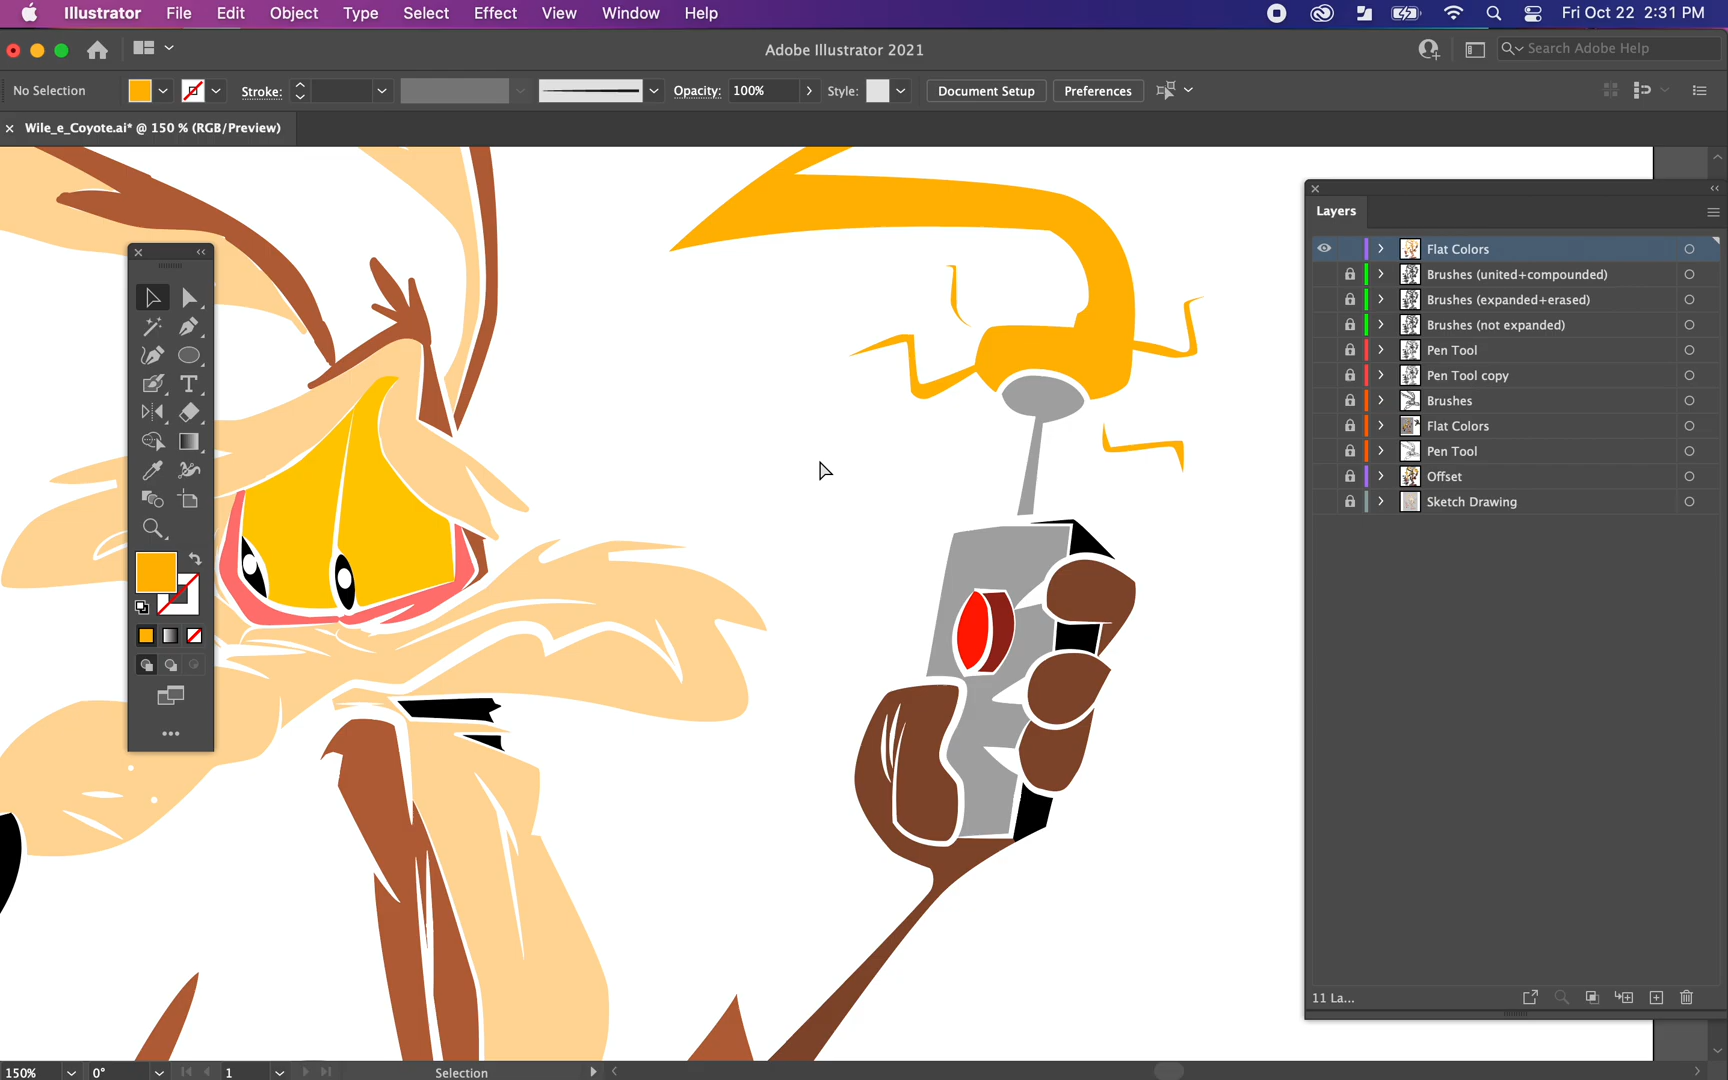 Illustrator File Edit Object Type Select Effect View Window Help Fri Oct 22 2:31 PM
Adobe Illustrator 2021 Search Adobe Help
No Selection Stroke: Opacity: 100% Style: Document Setup Preferences
× Wile_e_Coyote.ai* @ 150 % (RGB/Preview)
Layers
Flat Colors
Brushes (united+compounded)
Brushes (expanded+erased)
Brushes (not expanded)
Pen Tool
Pen Tool copy
Brushes
Flat Colors
Pen Tool
Offset
Sketch Drawing
11 La...
150% 0° 1 Selection